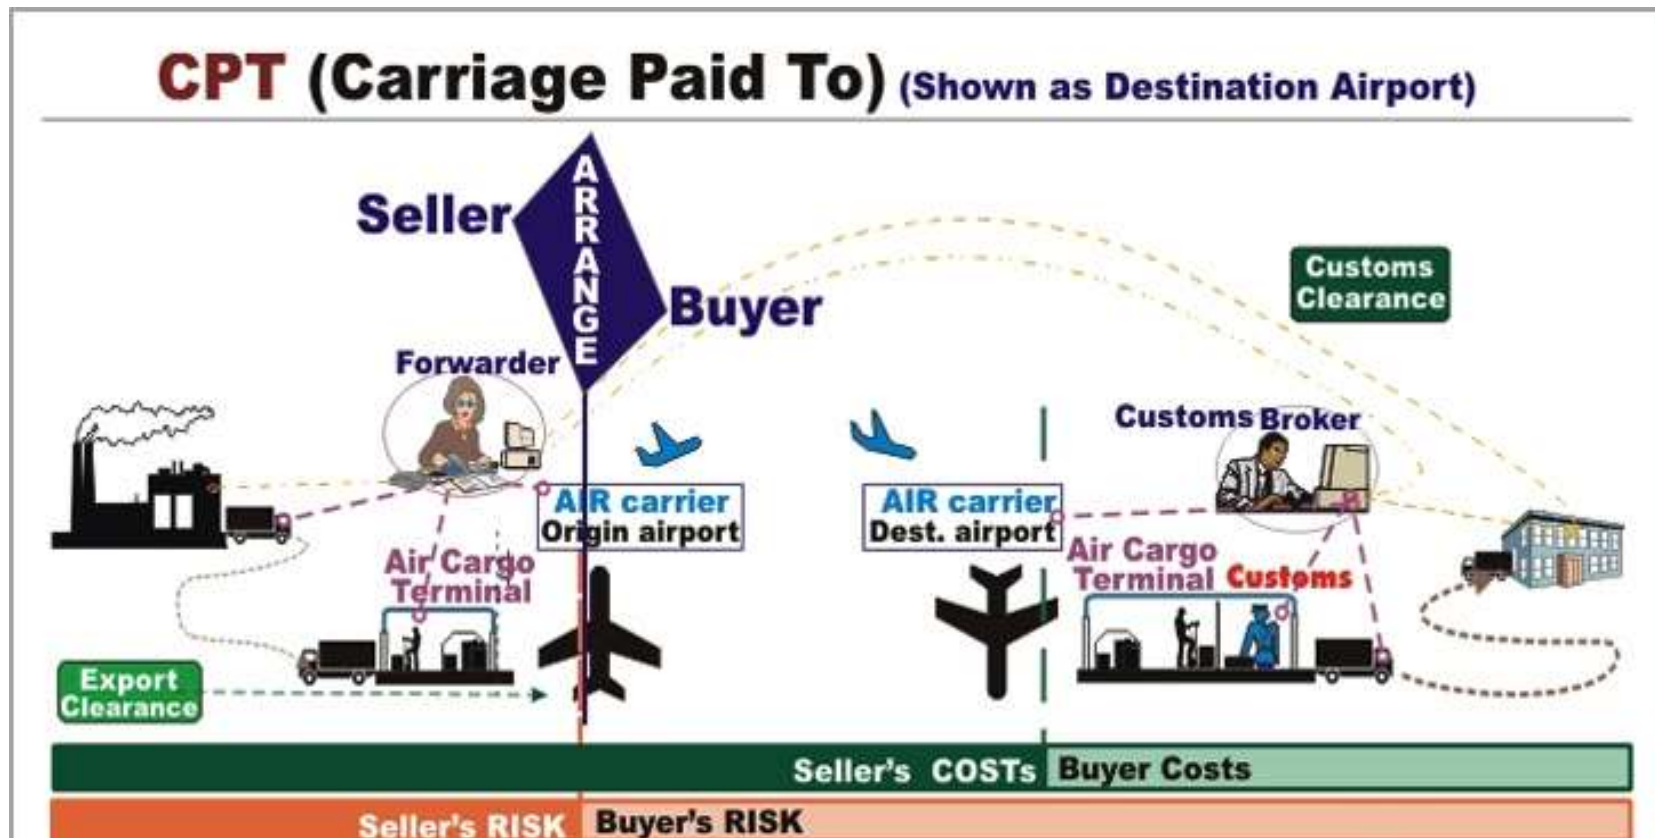 CPT (Carriage Paid To) (Shown as Destination Airport)
ARRANGE
Seller
Buyer
Customs
Clearance
Forwarder
Customs Broker
AIR carrier
Origin airport
AIR carrier
Dest. airport
Air Cargo
Terminal
Air Cargo
Terminal Customs
Export
Clearance
Seller's COSTs Buyer Costs
Seller's RISK Buyer's RISK